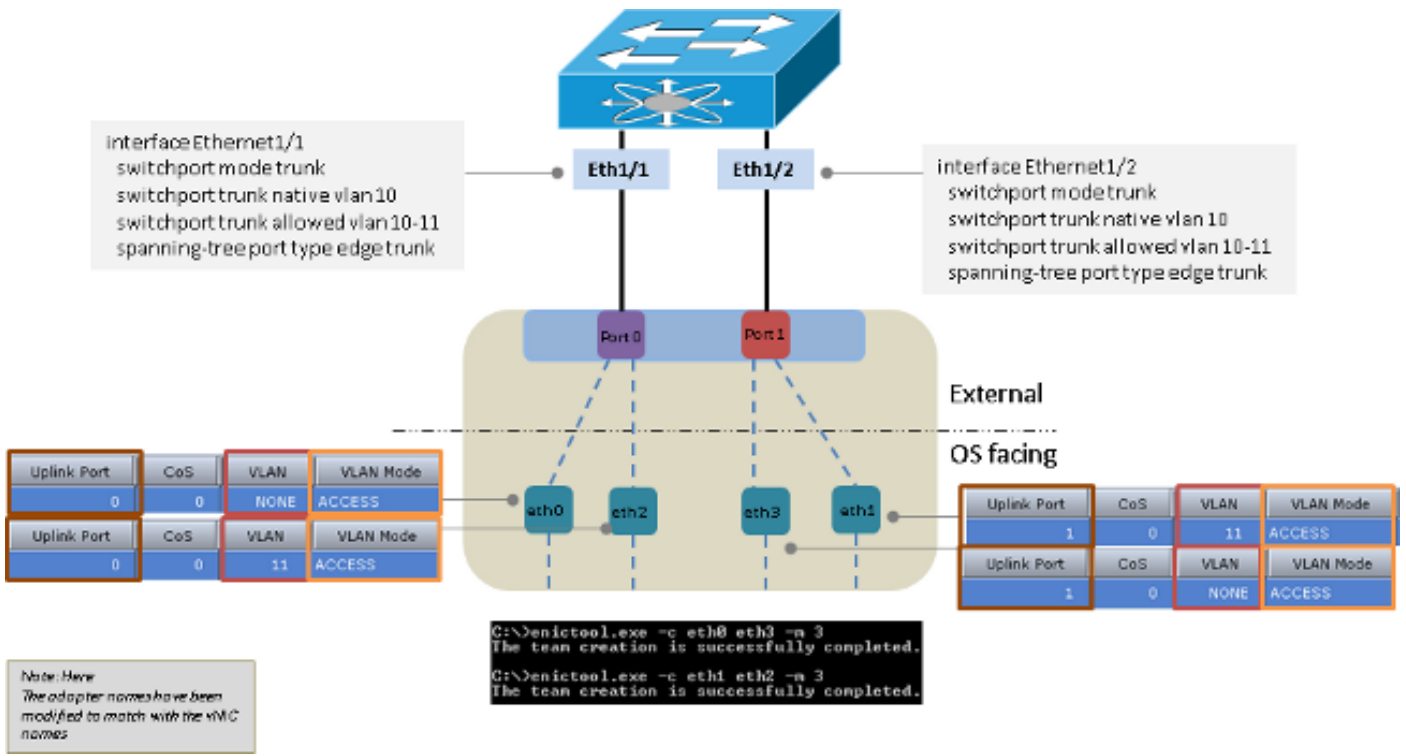 interface Ethernet1/1
switchport mode trunk
switchport trunk native vlan 10
switchport trunk allowed vlan 10-11
spanning-tree port type edge trunk
Eth1/1
Eth1/2
interface Ethernet1/2
switchport mode trunk
switchport trunk native vlan 10
switchport trunk allowed vlan 10-11
spanning-tree port type edge trunk
Port 0
Port 1
External
OS facing
Uplink Port CoS VLAN VLAN Mode
0 0 NONE ACCESS
Uplink Port CoS VLAN VLAN Mode
0 0 11 ACCESS
eth0
eth2
eth3
eth1
Uplink Port CoS VLAN VLAN Mode
1 0 11 ACCESS
Uplink Port CoS VLAN VLAN Mode
1 0 NONE ACCESS
C:\>enictool.exe -c eth0 eth3 -m 3
The team creation is successfully completed.
C:\>enictool.exe -c eth1 eth2 -m 3
The team creation is successfully completed.
Note: Here
The adapter names have been
modified to match with the vNIC
names